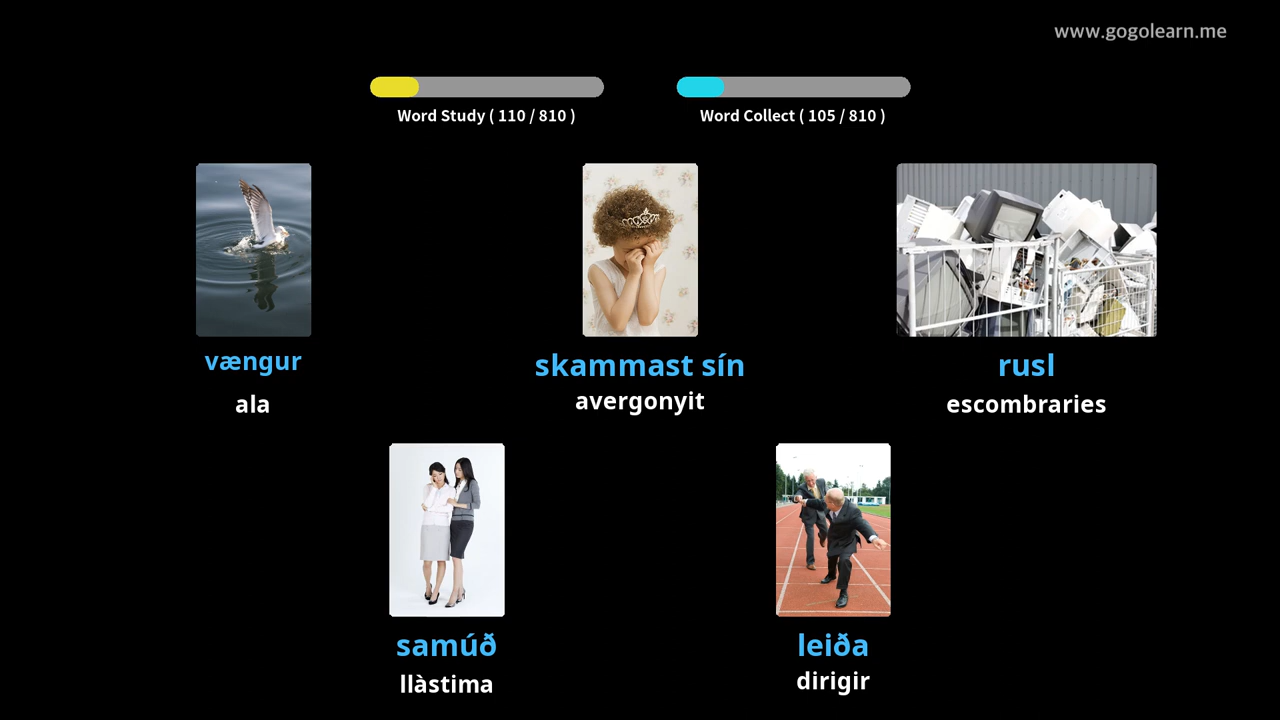 www.gogolearn.me
Word Study ( 110 / 810 )
Word Collect ( 105 / 810 )
vængur
ala
skammast sín
avergonyit
rusl
escombraries
samúð
llàstima
leiða
dirigir